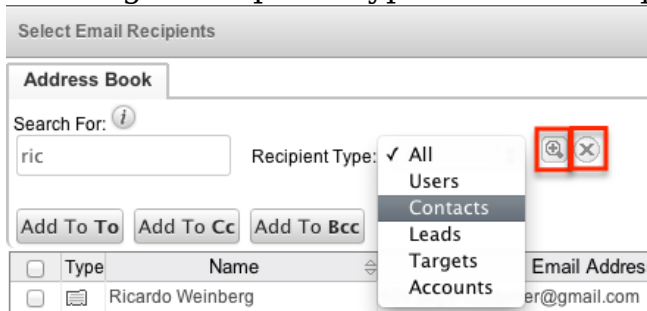 Select Email Recipients
Address Book
Search For: i
ric Recipient Type: ✓ All
Users
Contacts
Leads
Targets
Accounts
Add To To Add To Cc Add To Bcc
Type Name Email Addres
Ricardo Weinberg er@gmail.com